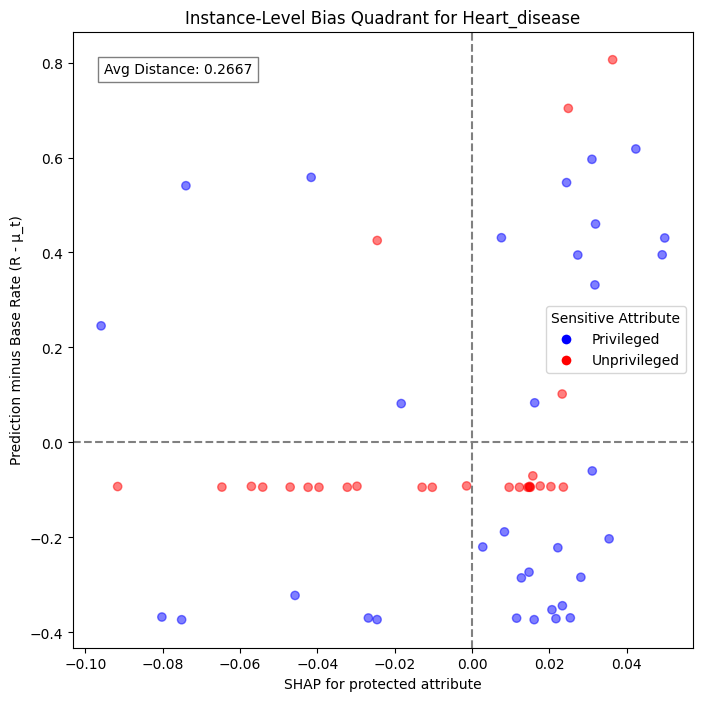 Instance-Level Bias Quadrant for Heart_disease
Avg Distance: 0.2667
Prediction minus Base Rate (R - μ_t)
0.8
0.6
0.4
0.2
0.0
−0.2
−0.4
Sensitive Attribute
Privileged
Unprivileged
−0.10
−0.08
−0.06
−0.04
−0.02
0.00
0.02
0.04
SHAP for protected attribute